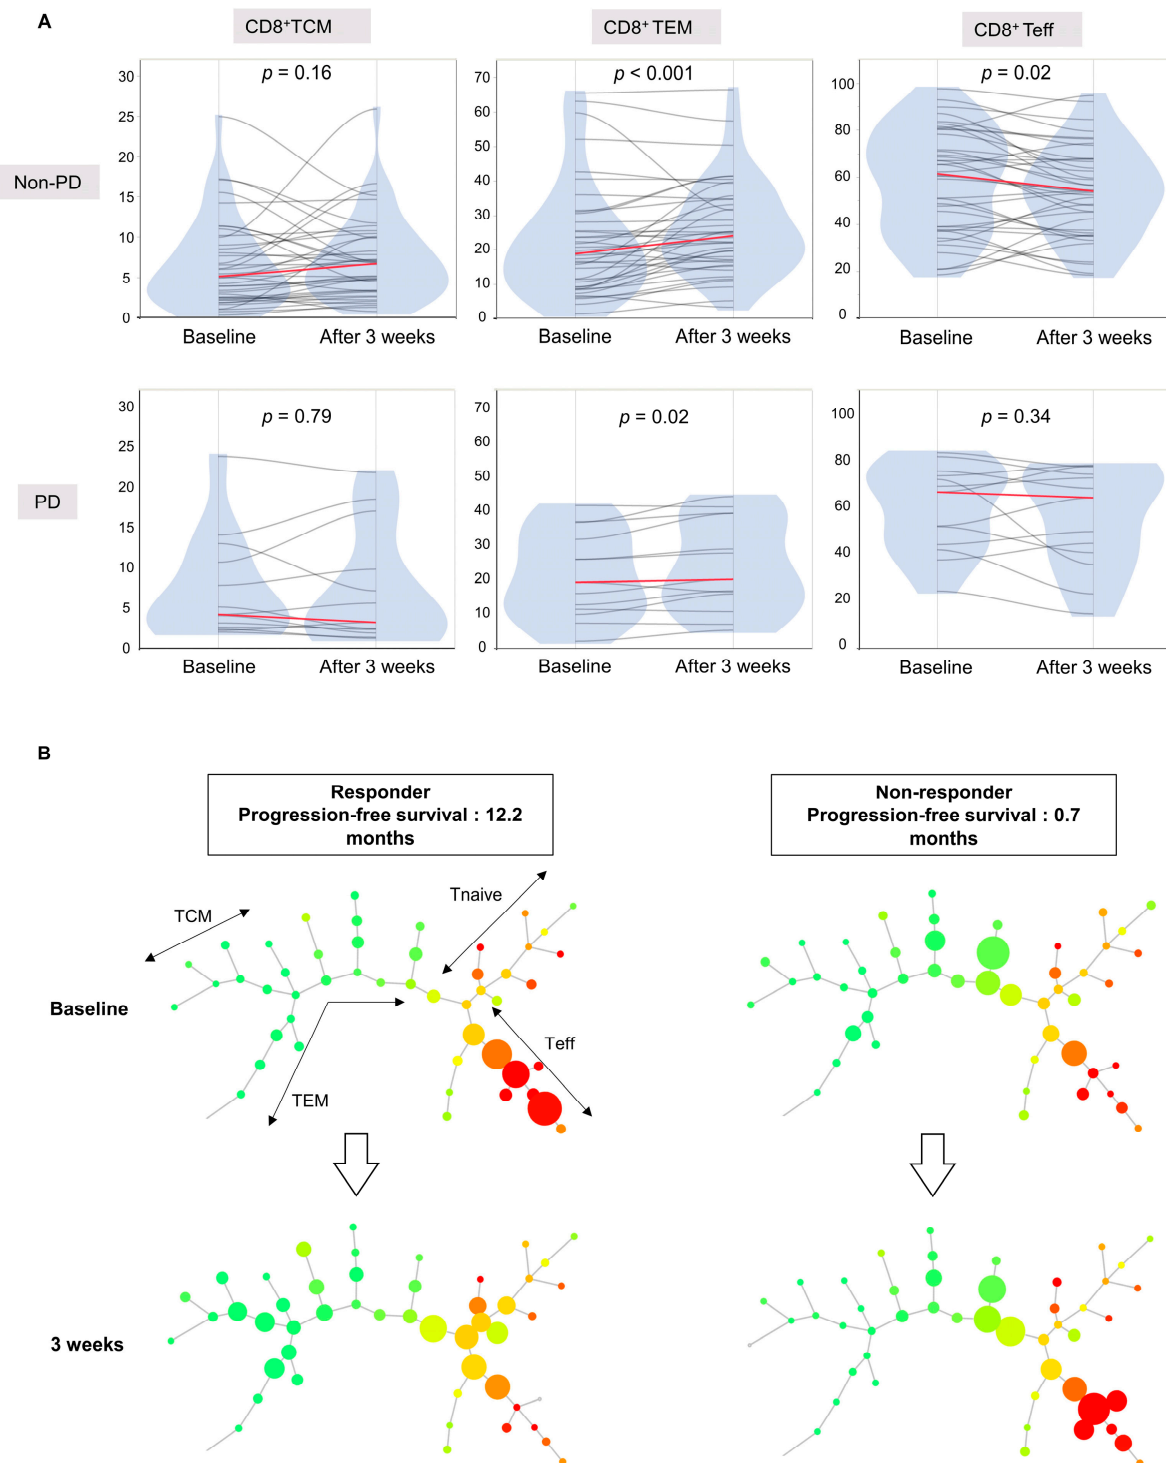 A
CD8+TCM
CD8+ TEM
CD8+ Teff
Non-PD
p = 0.16
30
25
20
15
10
5
0
Baseline
After 3 weeks
p < 0.001
70
60
50
40
30
20
10
0
Baseline
After 3 weeks
p = 0.02
100
80
60
40
20
0
Baseline
After 3 weeks
PD
p = 0.79
30
25
20
15
10
5
0
Baseline
After 3 weeks
p = 0.02
70
60
50
40
30
20
10
0
Baseline
After 3 weeks
p = 0.34
100
80
60
40
20
0
Baseline
After 3 weeks
B
Responder
Progression-free survival : 12.2
months
Non-responder
Progression-free survival : 0.7
months
Baseline
TCM
Tnaive
TEM
Teff
3 weeks